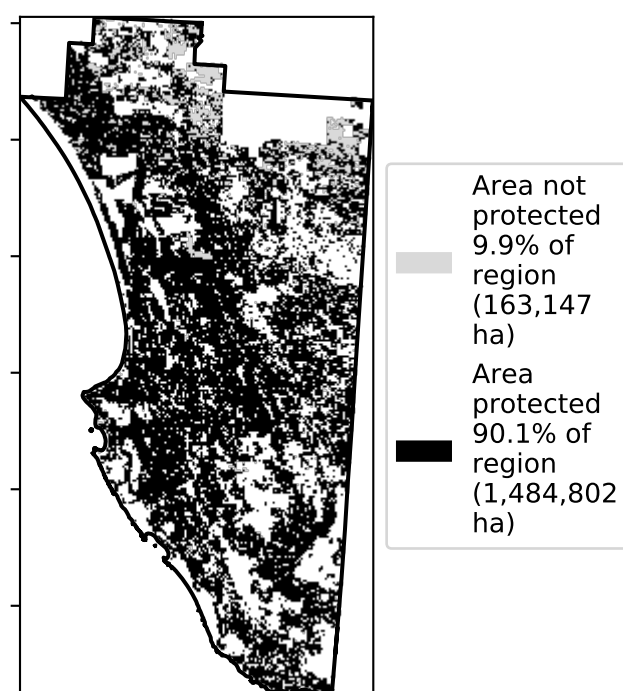 Area not
protected
9.9% of
region
(163,147
ha)
Area
protected
90.1% of
region
(1,484,802
ha)